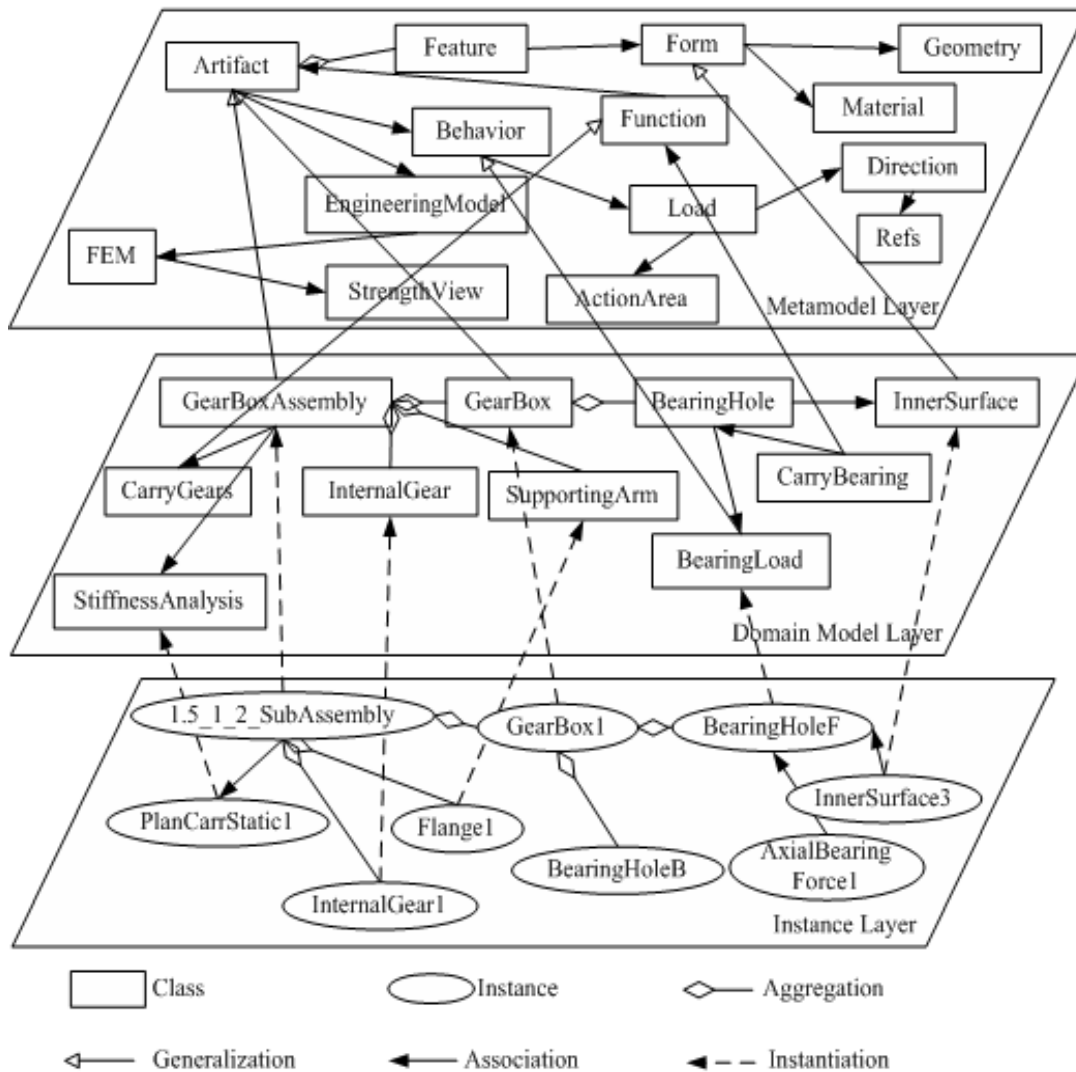 Feature
Form
Geometry
Artifact
Material
Function
Behavior
Direction
EngineeringModel
Load
Refs
FEM
StrengthView
ActionArea
Metamodel Layer
GearBoxAssembly
GearBox
BearingHole
InnerSurface
CarryGears
InternalGear
SupportingArm
CarryBearing
BearingLoad
StiffnessAnalysis
Domain Model Layer
1.5_1_2_SubAssembly
GearBox1
BearingHoleF
InnerSurface3
PlanCarrStatic1
Flange1
BearingHoleB
AxialBearing
Force1
InternalGear1
Instance Layer
Class
Instance
Aggregation
Generalization
Association
Instantiation